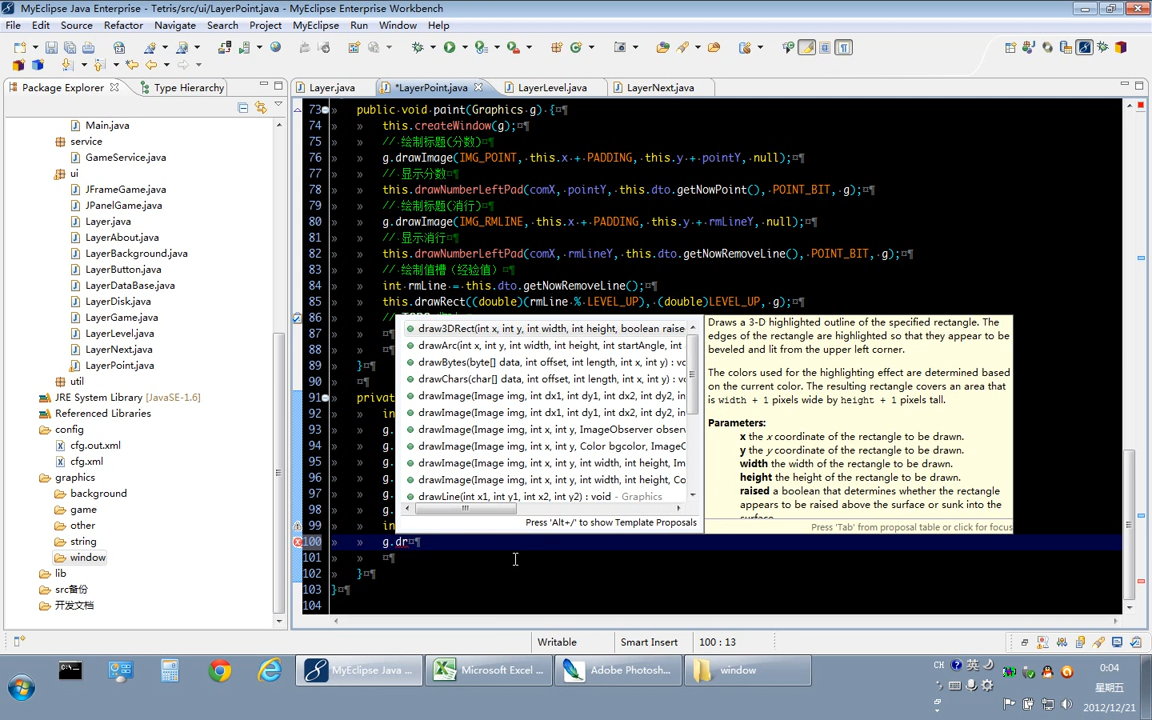 MyEclipse Java Enterprise - Tetris/src/ui/LayerPoint.java - MyEclipse Enterprise Workbench
File Edit Source Refactor Navigate Search Project MyEclipse Run Window Help
Package Explorer Type Hierarchy
Layer.java *LayerPoint.java LayerLevel.java LayerNext.java
Main.java
service
GameService.java
ui
JFrameGame.java
JPanelGame.java
Layer.java
LayerAbout.java
LayerBackground.java
LayerButton.java
LayerDataBase.java
LayerDisk.java
LayerGame.java
LayerLevel.java
LayerNext.java
LayerPoint.java
util
JRE System Library [JavaSE-1.6]
Referenced Libraries
config
cfg.out.xml
cfg.xml
graphics
background
game
other
string
window
lib
src备份
开发文档
73 public void paint(Graphics g) {
74 this.createWindow(g);
75 // 绘制标题(分数)
76 g.drawImage(IMG_POINT, this.x + PADDING, this.y + pointY, null);
77 // 显示分数
78 this.drawNumberLeftPad(comX, pointY, this.dto.getNowPoint(), POINT_BIT, g);
79 // 绘制标题(消行)
80 g.drawImage(IMG_RMLINE, this.x + PADDING, this.y + rmLineY, null);
81 // 显示消行
82 this.drawNumberLeftPad(comX, rmLineY, this.dto.getNowRemoveLine(), POINT_BIT, g);
83 // 绘制值槽（经验值）
84 int rmLine = this.dto.getNowRemoveLine();
85 this.drawRect((double)(rmLine % LEVEL_UP), (double)LEVEL_UP, g);
86 //
87
88
89 }
90
91 priva
92 in
93 g.
94 g.
95 g.
96 g.
97 g.
98 g.
99 in
100 g.dr
101
102 }
103 }
104
draw3DRect(int x, int y, int width, int height, boolean raise
drawArc(int x, int y, int width, int height, int startAngle, int
drawBytes(byte[] data, int offset, int length, int x, int y) : vo
drawChars(char[] data, int offset, int length, int x, int y) : v
drawImage(Image img, int dx1, int dy1, int dx2, int dy2, in
drawImage(Image img, int dx1, int dy1, int dx2, int dy2, in
drawImage(Image img, int x, int y, ImageObserver obser
drawImage(Image img, int x, int y, Color bgcolor, ImageC
drawImage(Image img, int x, int y, int width, int height, Im
drawImage(Image img, int x, int y, int width, int height, Co
drawLine(int x1, int y1, int x2, int y2) : void - Graphics
Press 'Alt+/' to show Template Proposals
Draws a 3-D highlighted outline of the specified rectangle. The
edges of the rectangle are highlighted so that they appear to be
beveled and lit from the upper left corner.
The colors used for the highlighting effect are determined based
on the current color. The resulting rectangle covers an area that
is width + 1 pixels wide by height + 1 pixels tall.
Parameters:
x the x coordinate of the rectangle to be drawn.
y the y coordinate of the rectangle to be drawn.
width the width of the rectangle to be drawn.
height the height of the rectangle to be drawn.
raised a boolean that determines whether the rectangle
appears to be raised above the surface or sunk into the
Press 'Tab' from proposal table or click for focus
Writable Smart Insert 100 : 13
MyEclipse Java ... Microsoft Excel ... Adobe Photosh... window
CH 英
0:04
星期五
2012/12/21